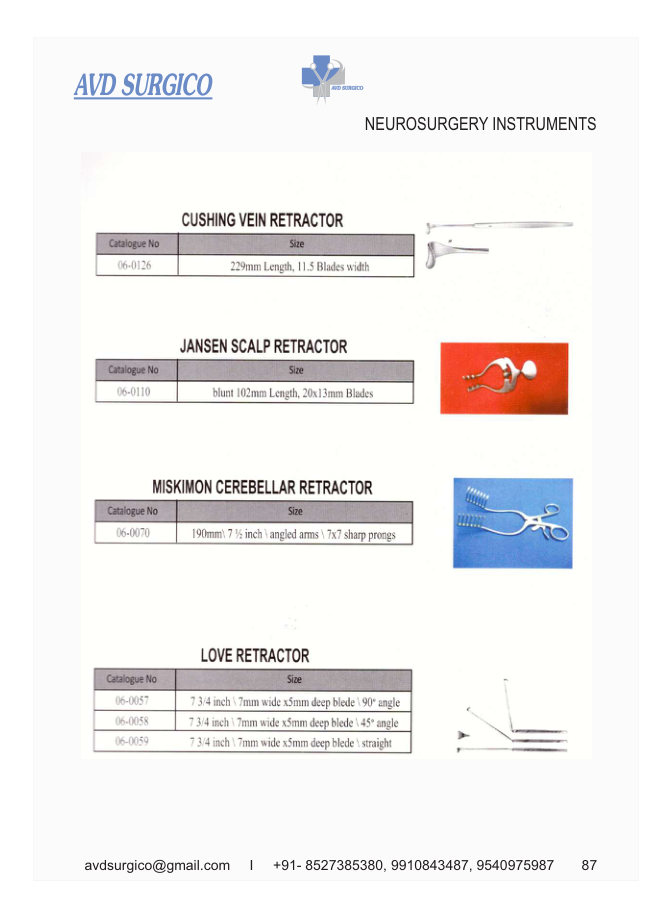 AVD SURGICO
AVD SURGICO
NEUROSURGERY INSTRUMENTS
CUSHING VEIN RETRACTOR
Catalogue No Size
06-0126 229mm Length, 11.5 Blades width
JANSEN SCALP RETRACTOR
Catalogue No Size
06-0110 blunt 102mm Length, 20x13mm Blades
MISKIMON CEREBELLAR RETRACTOR
Catalogue No Size
06-0070 190mm\ 7 ½ inch \ angled arms \ 7x7 sharp prongs
LOVE RETRACTOR
Catalogue No Size
06-0057 7 3/4 inch \ 7mm wide x5mm deep blede \ 90º angle
06-0058 7 3/4 inch \ 7mm wide x5mm deep blede \ 45º angle
06-0059 7 3/4 inch \ 7mm wide x5mm deep blede \ straight
avdsurgico@gmail.com I +91- 8527385380, 9910843487, 9540975987 87